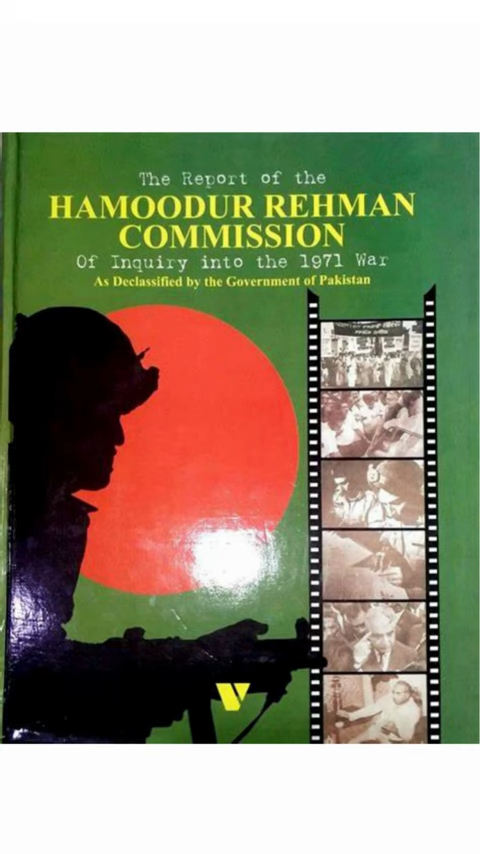 The Report of the
HAMOODUR REHMAN
COMMISSION
Of Inquiry into the 1971 War
As Declassified by the Government of Pakistan
V